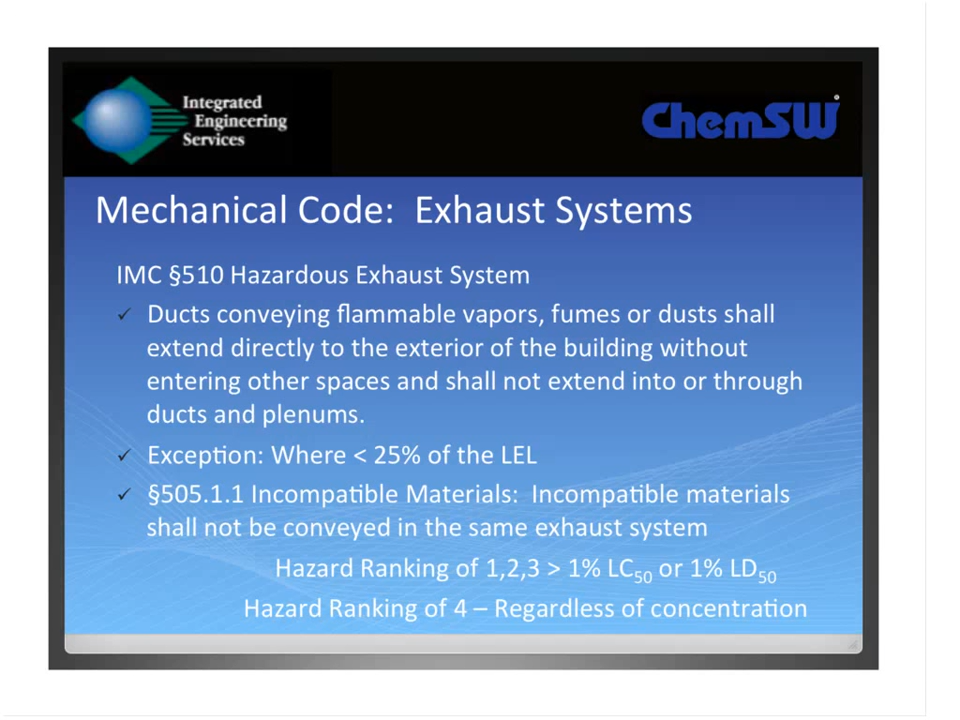 Integrated
Engineering
Services
ChemSW®
Mechanical Code: Exhaust Systems
IMC §510 Hazardous Exhaust System
✓ Ducts conveying flammable vapors, fumes or dusts shall
extend directly to the exterior of the building without
entering other spaces and shall not extend into or through
ducts and plenums.
✓ Exception: Where < 25% of the LEL
✓ §505.1.1 Incompatible Materials: Incompatible materials
shall not be conveyed in the same exhaust system
Hazard Ranking of 1,2,3 > 1% LC50 or 1% LD50
Hazard Ranking of 4 – Regardless of concentration